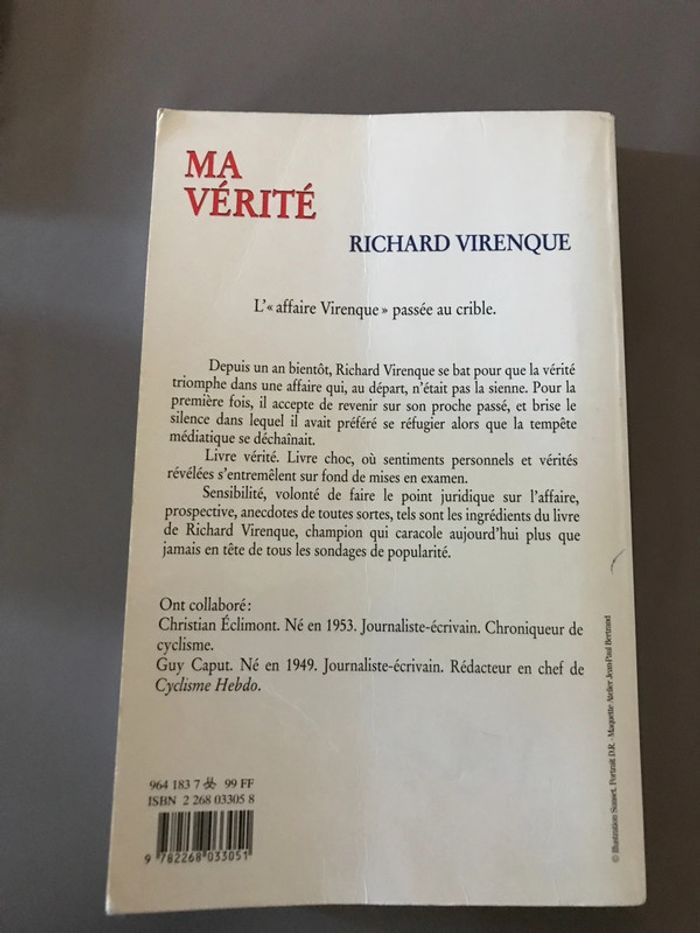 MA
VÉRITÉ
RICHARD VIRENQUE
L'« affaire Virenque » passée au crible.
Depuis un an bientôt, Richard Virenque se bat pour que la vérité
triomphe dans une affaire qui, au départ, n'était pas la sienne. Pour la
première fois, il accepte de revenir sur son proche passé, et brise le
silence dans lequel il avait préféré se réfugier alors que la tempête
médiatique se déchaînait.
Livre vérité. Livre choc, où sentiments personnels et vérités
révélées s'entremêlent sur fond de mises en examen.
Sensibilité, volonté de faire le point juridique sur l'affaire,
prospective, anecdotes de toutes sortes, tels sont les ingrédients du livre
de Richard Virenque, champion qui caracole aujourd'hui plus que
jamais en tête de tous les sondages de popularité.
Ont collaboré :
Christian Éclimont. Né en 1953. Journaliste-écrivain. Chroniqueur de
cyclisme.
Guy Caput. Né en 1949. Journaliste-écrivain. Rédacteur en chef de
Cyclisme Hebdo.
© Illustration Sunset. Portrait D.R. - Maquette Atelier Jean-Paul Bertrand
964 183 7 99 FF
ISBN 2 268 03305 8
9 782268 033051